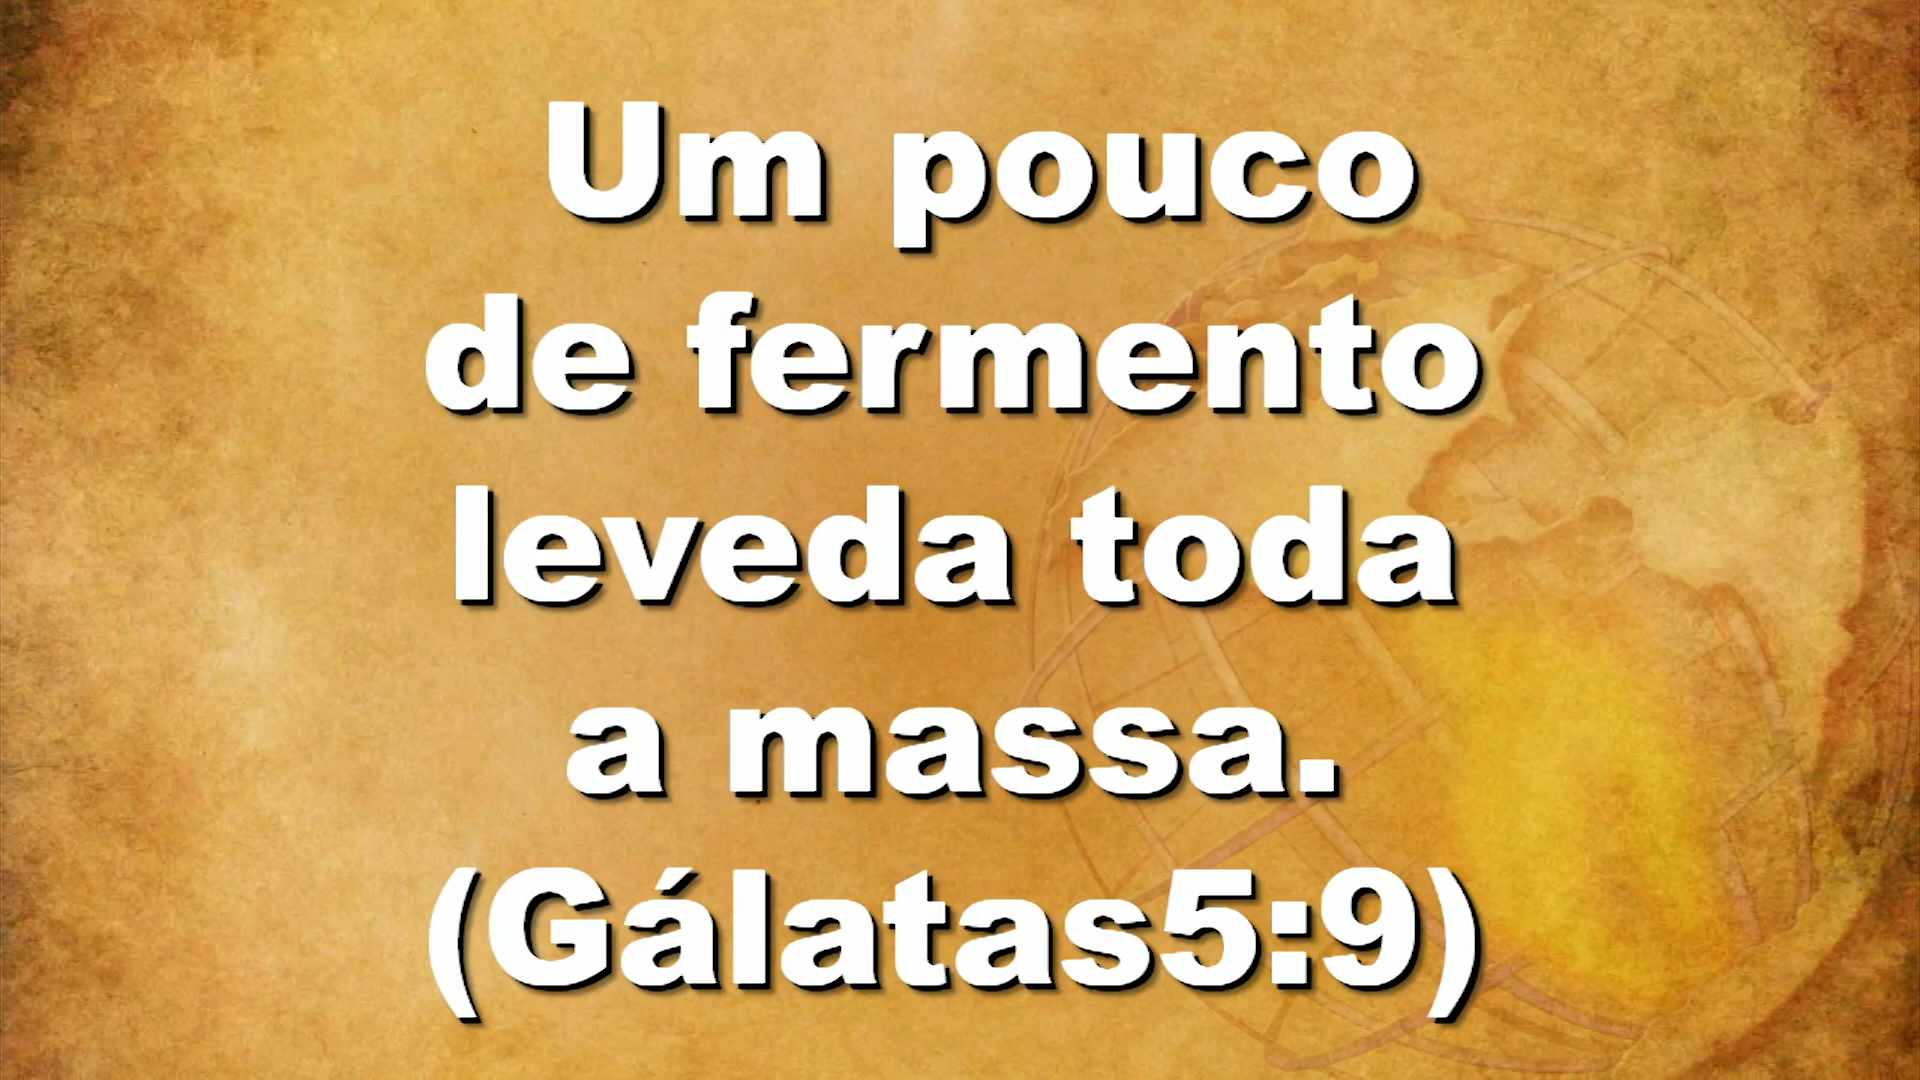 Um pouco
de fermento
leveda toda
a massa.
(Gálatas5:9)